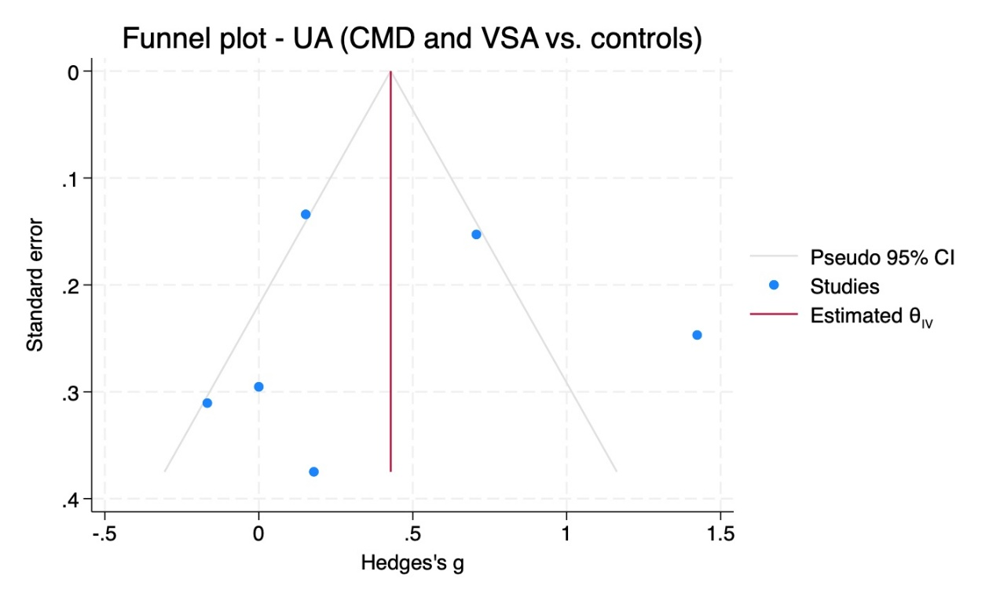 Funnel plot - UA (CMD and VSA vs. controls)
0
.1
.2
.3
.4
Standard error
-.5
0
.5
1
1.5
Hedges's g
Pseudo 95% CI
Studies
Estimated θIV